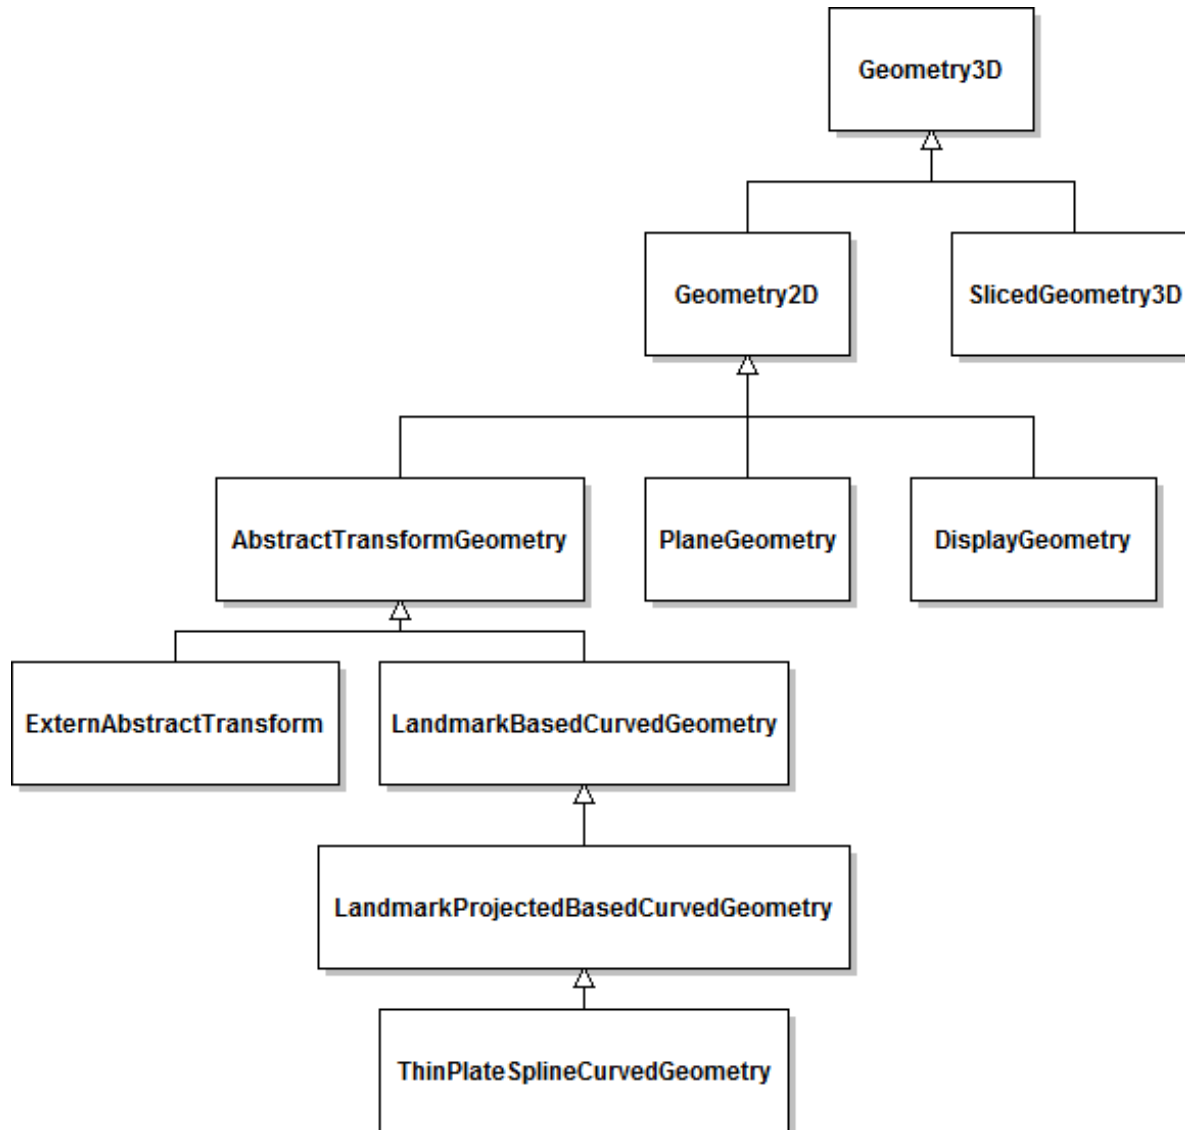 Geometry3D
Geometry2D
SlicedGeometry3D
AbstractTransformGeometry
PlaneGeometry
DisplayGeometry
ExternAbstractTransform
LandmarkBasedCurvedGeometry
LandmarkProjectedBasedCurvedGeometry
ThinPlateSplineCurvedGeometry